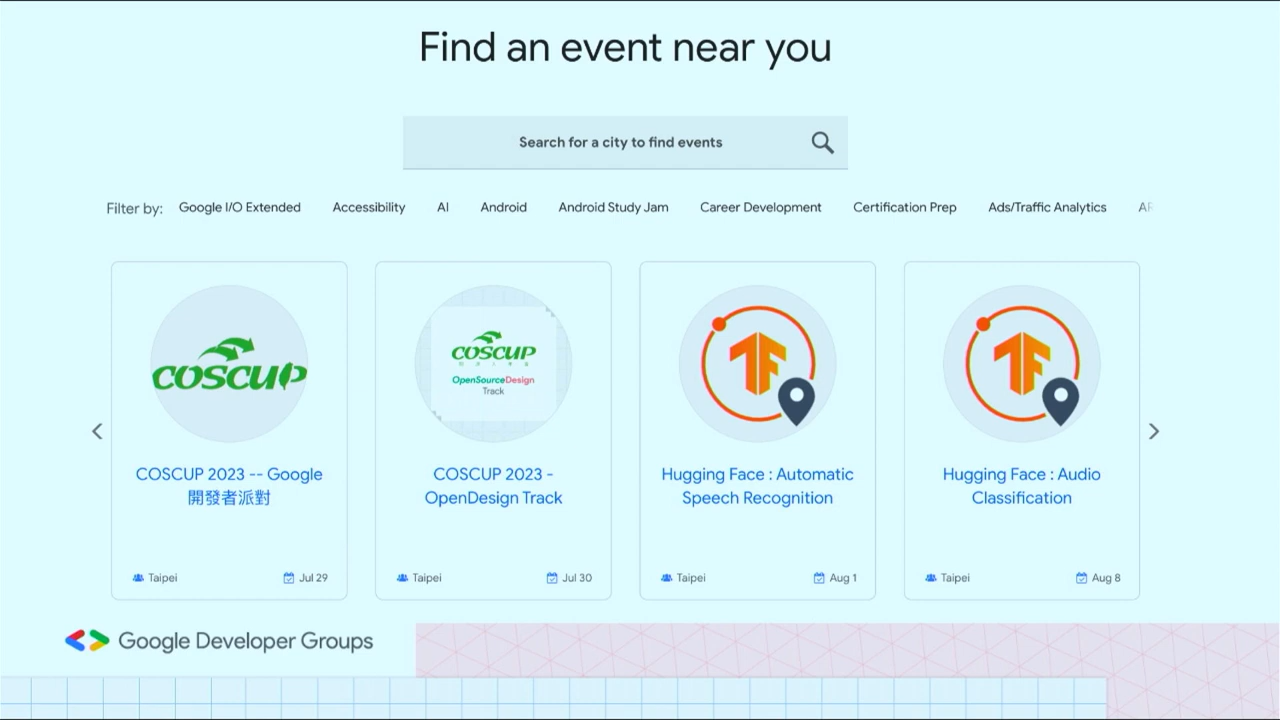 Find an event near you
Search for a city to find events
Filter by:
Google I/O Extended
Accessibility
AI
Android
Android Study Jam
Career Development
Certification Prep
Ads/Traffic Analytics
COSCUP
COSCUP
OpenSourceDesign
Track
TF
TF
COSCUP 2023 -- Google
開發者派對
Taipei
Jul 29
COSCUP 2023 -
OpenDesign Track
Taipei
Jul 30
Hugging Face : Automatic
Speech Recognition
Taipei
Aug 1
Hugging Face : Audio
Classification
Taipei
Aug 8
Google Developer Groups